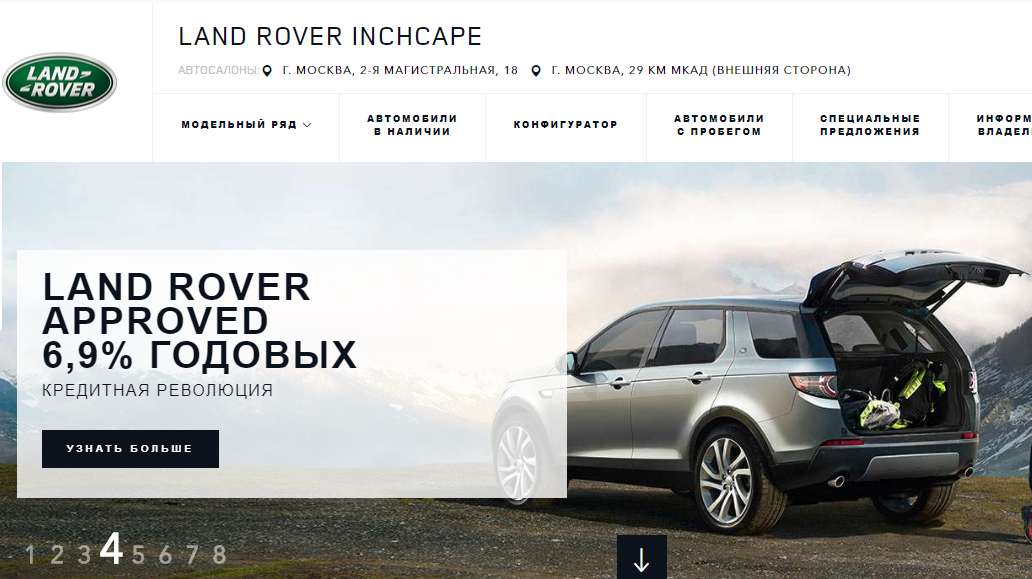 LAND ROVER INCHCAPE
LAND-
-ROVER
АВТОСАЛОНЫ: Г. МОСКВА, 2-Я МАГИСТРАЛЬНАЯ, 18 Г. МОСКВА, 29 КМ МКАД (ВНЕШНЯЯ СТОРОНА)
МОДЕЛЬНЫЙ РЯД
АВТОМОБИЛИ
В НАЛИЧИИ
КОНФИГУРАТОР
АВТОМОБИЛИ
С ПРОБЕГОМ
СПЕЦИАЛЬНЫЕ
ПРЕДЛОЖЕНИЯ
ИНФОРМ
ВЛАДЕЛ
LAND ROVER
APPROVED
6,9% ГОДОВЫХ
КРЕДИТНАЯ РЕВОЛЮЦИЯ
УЗНАТЬ БОЛЬШЕ
1 2 3 4 5 6 7 8